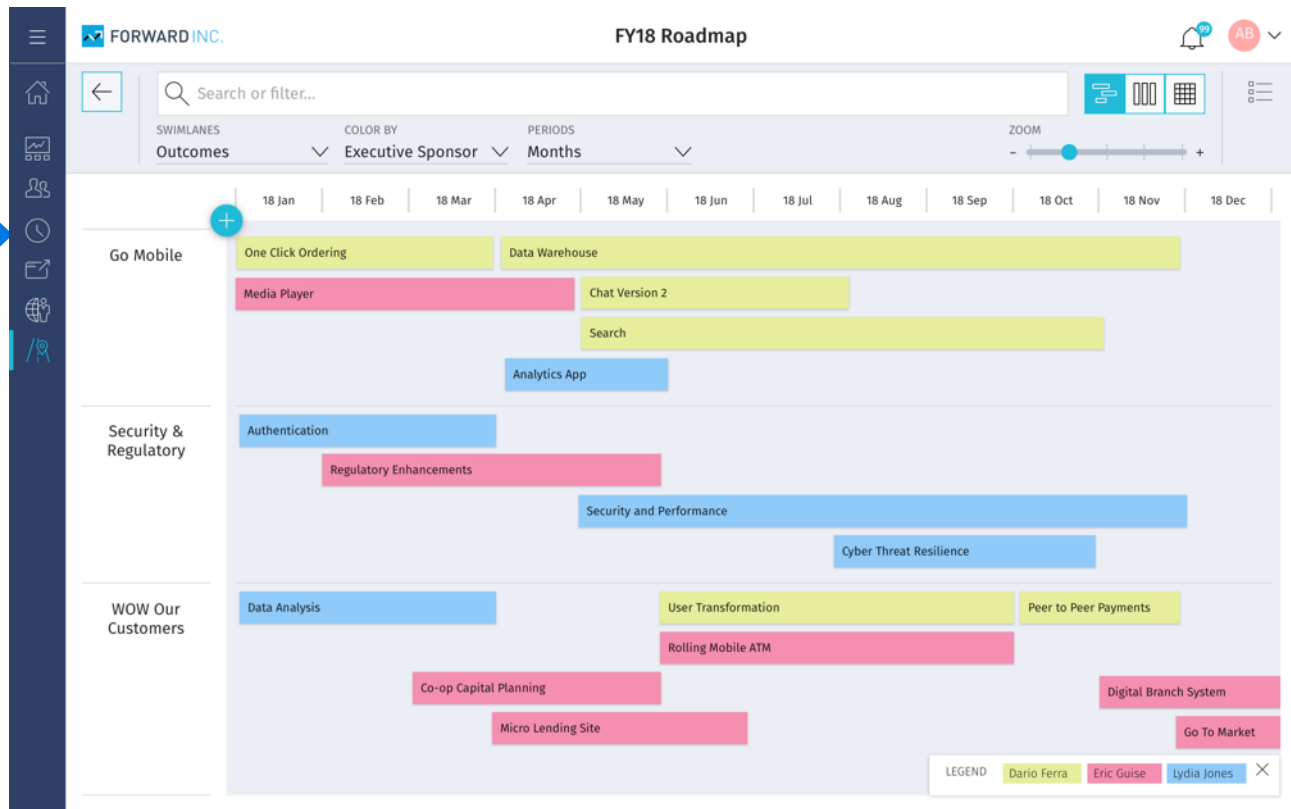 FORWARD INC.
FY18 Roadmap
99
AB
Search or filter...
SWIMLANES
COLOR BY
PERIODS
ZOOM
Outcomes
Executive Sponsor
Months
- +
18 Jan
18 Feb
18 Mar
18 Apr
18 May
18 Jun
18 Jul
18 Aug
18 Sep
18 Oct
18 Nov
18 Dec
+
Go Mobile
One Click Ordering
Data Warehouse
Media Player
Chat Version 2
Search
Analytics App
Security &
Regulatory
Authentication
Regulatory Enhancements
Security and Performance
Cyber Threat Resilience
WOW Our
Customers
Data Analysis
User Transformation
Peer to Peer Payments
Rolling Mobile ATM
Co-op Capital Planning
Digital Branch System
Micro Lending Site
Go To Market
LEGEND
Dario Ferra
Eric Guise
Lydia Jones